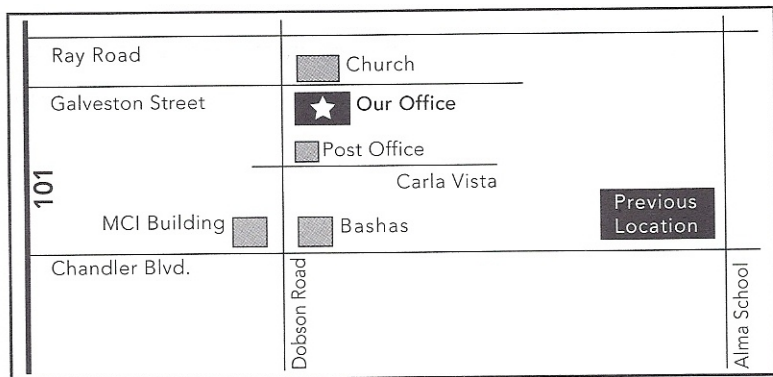 Ray Road
Church
Galveston Street
Our Office
Post Office
Carla Vista
101
Previous
Location
MCI Building
Bashas
Chandler Blvd.
Dobson Road
Alma School